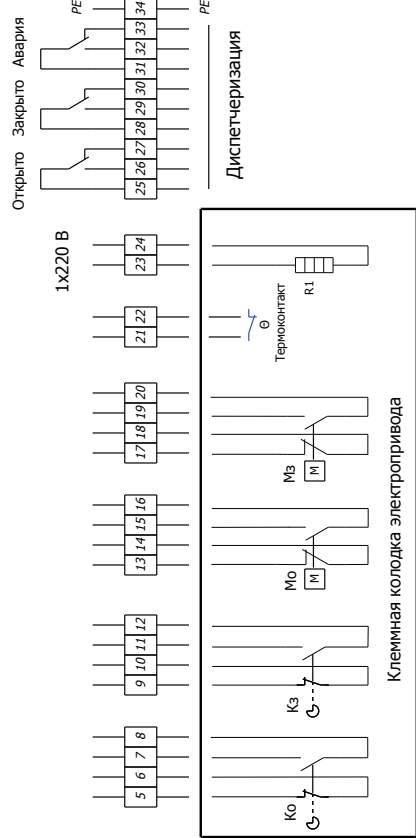 Открыто Закрыто Авария
PE
PE
1x220 В
5 6 7 8
9 10 11 12
13 14 15 16
17 18 19 20
21 22
23 24
25 26 27 28 29 30 31 32 33 34
Диспетчеризация
Ко
Кз
Мо
M
Мз
M
Θ
Термоконтакт
R1
Клеммная колодка электропривода